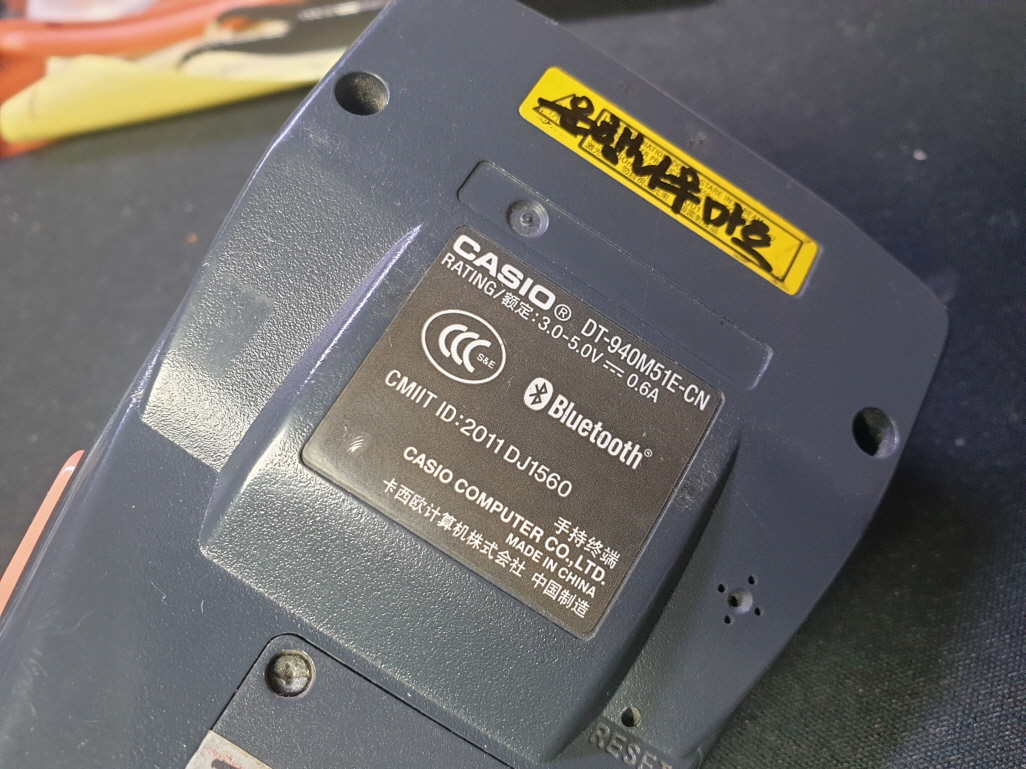 CASIO® DT-940M51E-CN
RATING/额定:3.0-5.0V ⎓ 0.6A
S&E
Bluetooth®
CMIIT ID:2011DJ1560
手持终端
CASIO COMPUTER CO.,LTD.
MADE IN CHINA
卡西欧计算机株式会社 中国制造
RESET